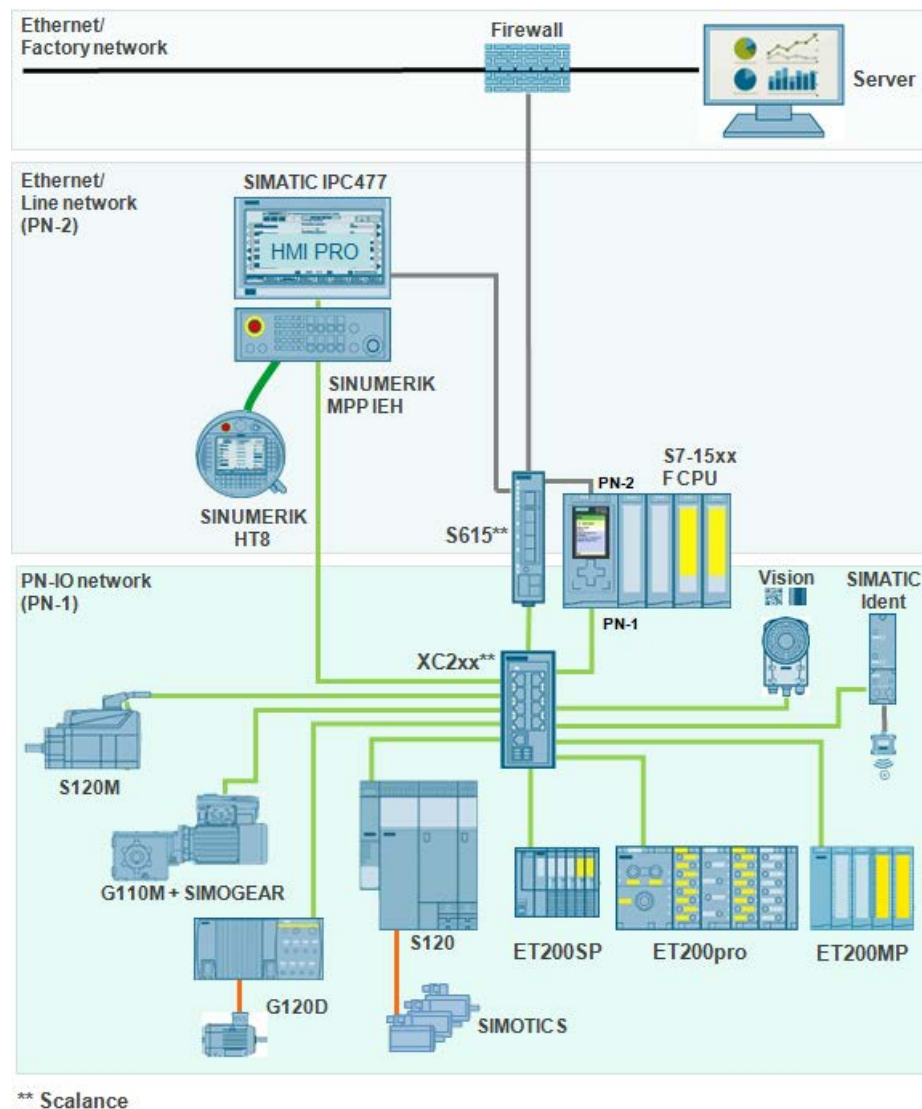 Ethernet/
Factory network
Firewall
Server
Ethernet/
Line network
(PN-2)
SIMATIC IPC477
HMI PRO
SINUMERIK
MPP IEH
SINUMERIK
HT8
S7-15xx
F CPU
PN-2
S615**
PN-IO network
(PN-1)
PN-1
Vision
SIMATIC
Ident
XC2xx**
S120M
G110M + SIMOGEAR
G120D
S120
SIMOTICS
ET200SP
ET200pro
ET200MP
** Scalance